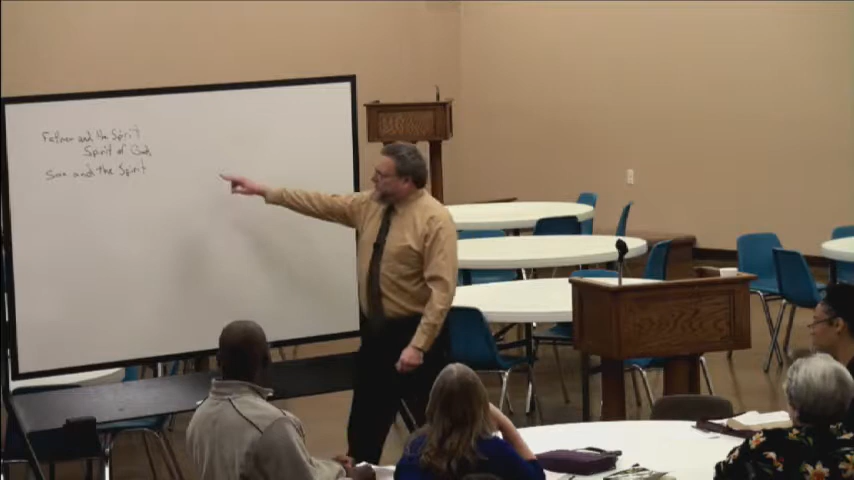 Father and the Spirit
Spirit of God,
Son and the Spirit